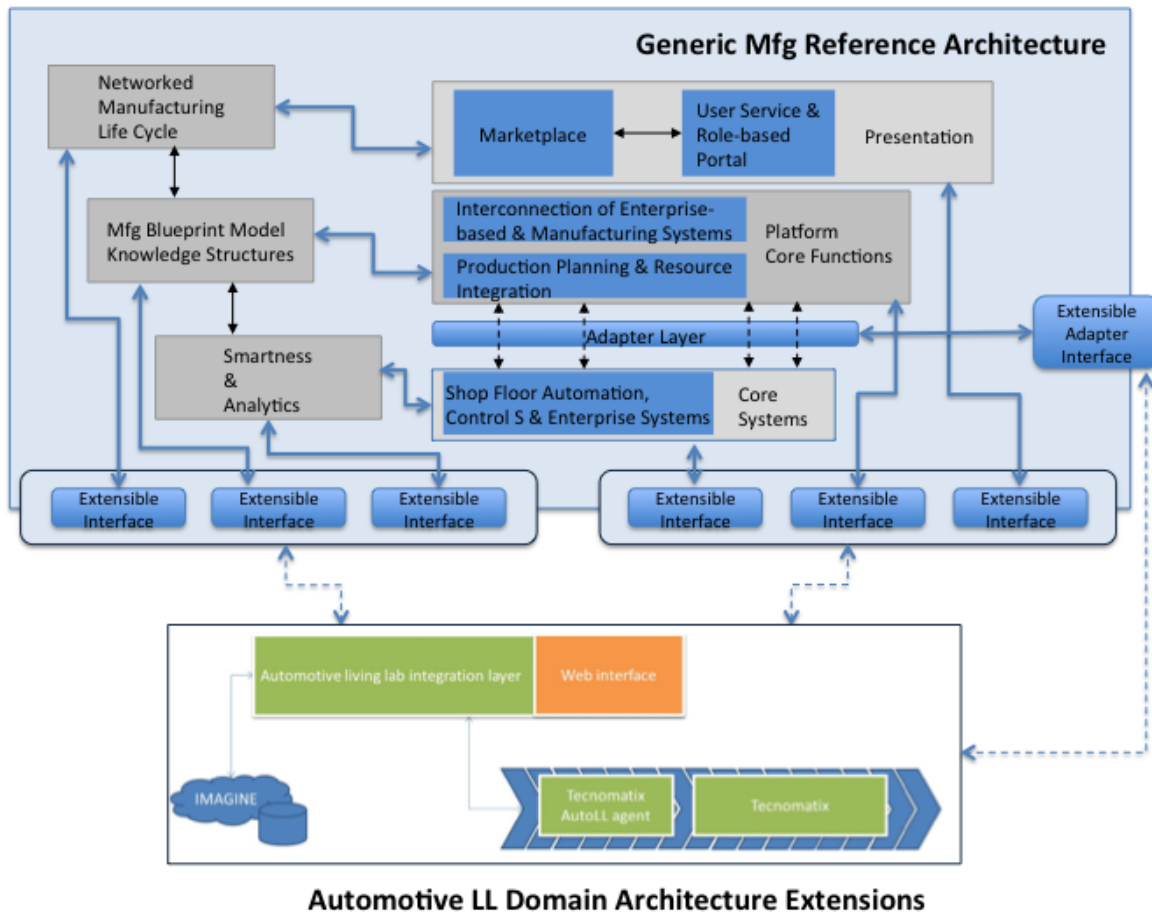 Generic Mfg Reference Architecture
Networked
Manufacturing
Life Cycle
Marketplace
User Service &
Role-based
Portal
Presentation
Mfg Blueprint Model
Knowledge Structures
Interconnection of Enterprise-
based & Manufacturing Systems
Production Planning & Resource
Integration
Platform
Core Functions
Adapter Layer
Extensible
Adapter
Interface
Smartness
&
Analytics
Shop Floor Automation,
Control S & Enterprise Systems
Core
Systems
Extensible
Interface
Extensible
Interface
Extensible
Interface
Extensible
Interface
Extensible
Interface
Extensible
Interface
Automotive living lab integration layer
Web interface
IMAGINE
Tecnomatix
AutoLL agent
Tecnomatix
Automotive LL Domain Architecture Extensions